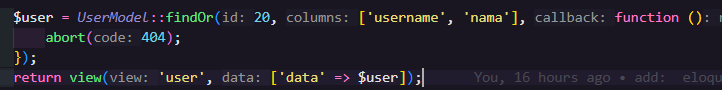 $user = UserModel::findOr(id: 20, columns: ['username', 'nama'], callback: function ():
abort(code: 404);
});
return view(view: 'user', data: ['data' => $user]); You, 16 hours ago • add: